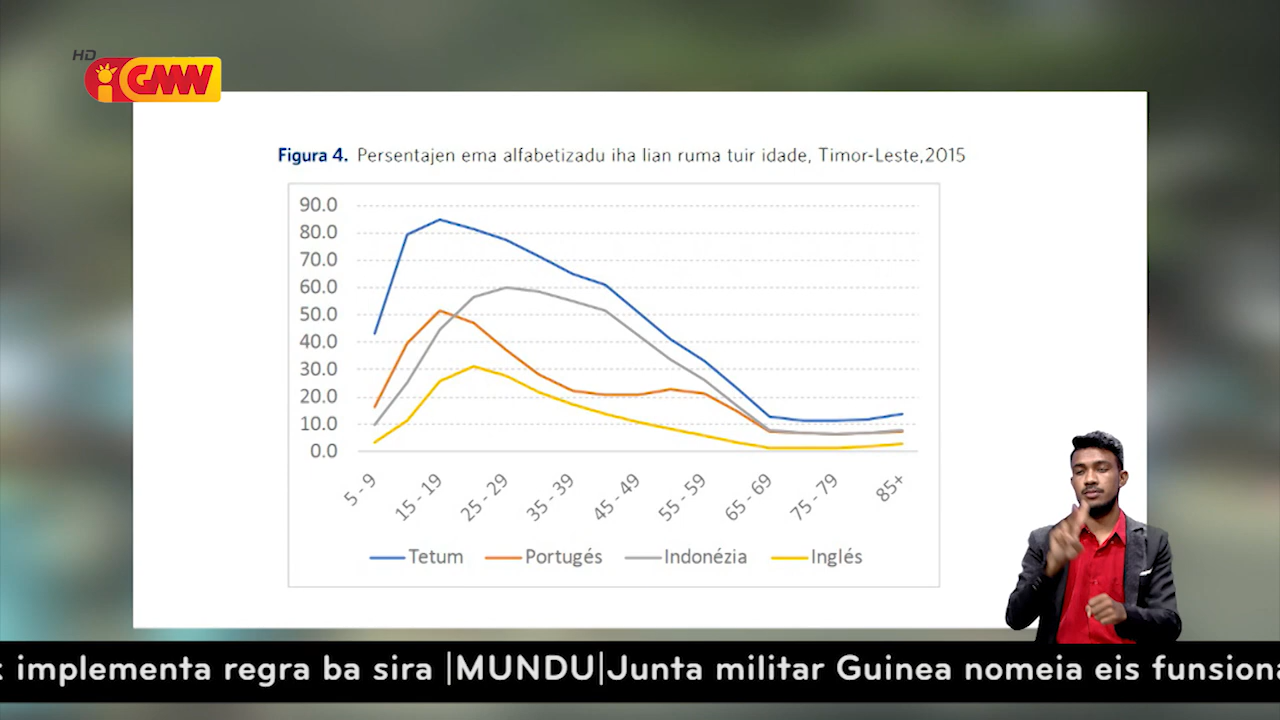 HD
GMN
Figura 4. Persentajen ema alfabetizadu iha lian ruma tuir idade, Timor-Leste,2015
90.0
80.0
70.0
60.0
50.0
40.0
30.0
20.0
10.0
0.0
5 - 9
15 - 19
25 - 29
35 - 39
45 - 49
55 - 59
65 - 69
75 - 79
85+
Tetum Portugés Indonézia Inglés
implementa regra ba sira |MUNDU|Junta militar Guinea nomeia eis